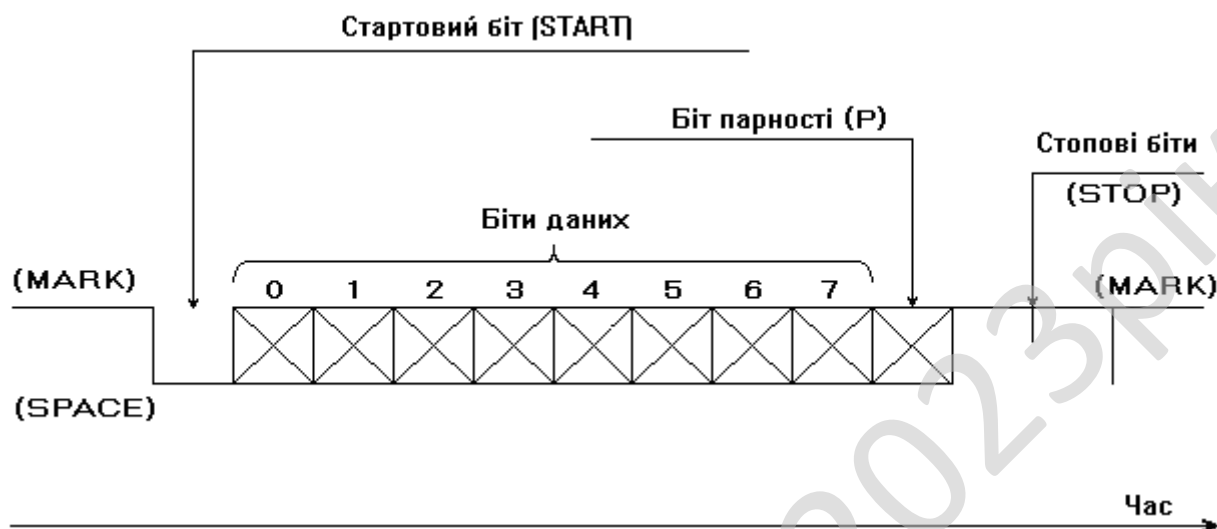 Стартовий біт (START)
Біт парності (P)
Стопові біти
(STOP)
Біти даних
(MARK)
0 1 2 3 4 5 6 7
(MARK)
(SPACE)
Час
2023рік